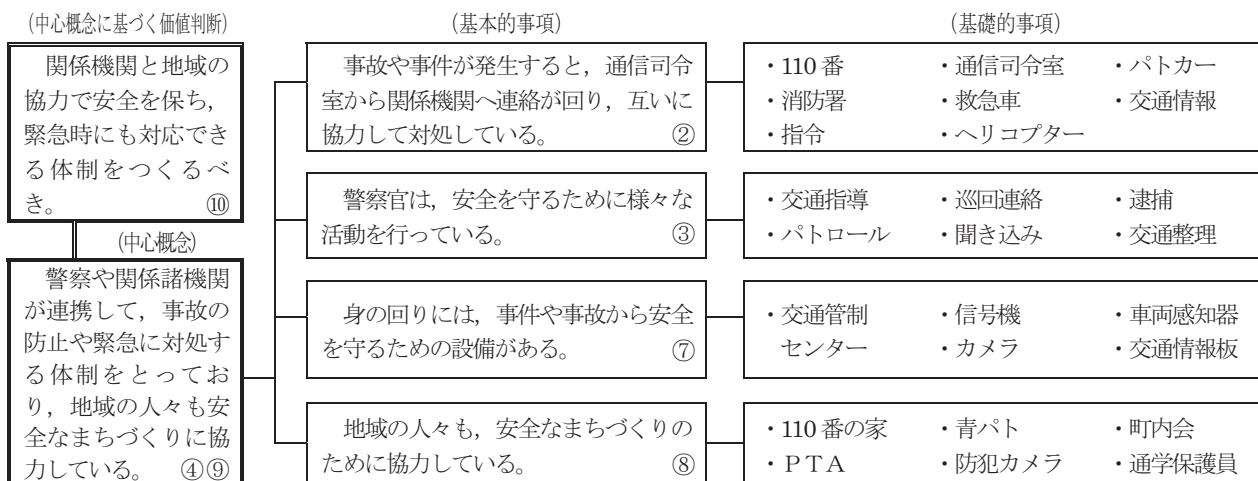 (中心概念に基づく価値判断)
関係機関と地域の
協力で安全を保ち,
緊急時にも対応でき
る体制をつくるべ
き。 ⑩
(中心概念)
警察や関係諸機関
が連携して,事故の
防止や緊急に対処す
る体制をとってお
り,地域の人々も安
全なまちづくりに協
力している。 ④⑨
(基本的事項)
事故や事件が発生すると,通信司令
室から関係機関へ連絡が回り,互いに
協力して対処している。 ②
警察官は,安全を守るために様々な
活動を行っている。 ③
身の回りには,事件や事故から安全
を守るための設備がある。 ⑦
地域の人々も,安全なまちづくりの
ために協力している。 ⑧
(基礎的事項)
・110 番 ・通信司令室 ・パトカー
・消防署 ・救急車 ・交通情報
・指令 ・ヘリコプター
・交通指導 ・巡回連絡 ・逮捕
・パトロール ・聞き込み ・交通整理
・交通管制 ・信号機 ・車両感知器
センター ・カメラ ・交通情報板
・110 番の家 ・青パト ・町内会
・PTA ・防犯カメラ ・通学保護員